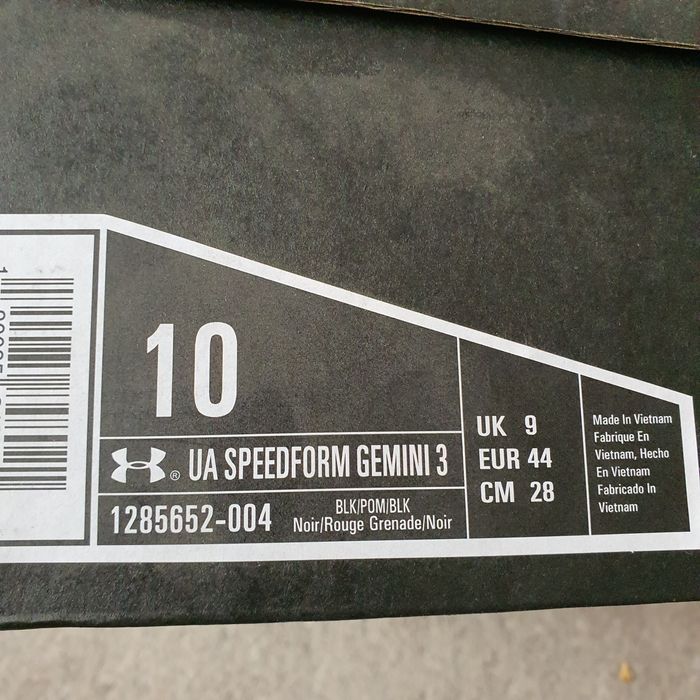 10
® UA SPEEDFORM GEMINI 3
1285652-004
BLK/POM/BLK
Noir/Rouge Grenade/Noir
UK 9
EUR 44
CM 28
Made In Vietnam
Fabrique En
Vietnam, Hecho
En Vietnam
Fabricado In
Vietnam